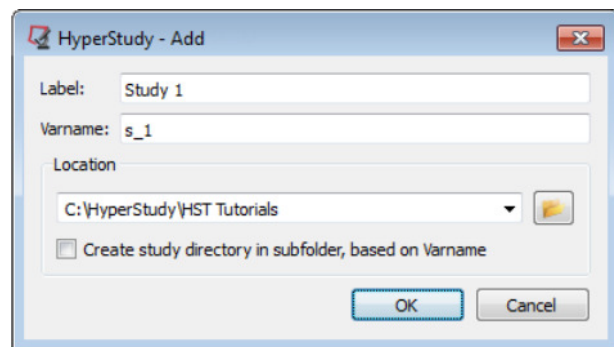 HyperStudy - Add
Label: Study 1
Varname: s_1
Location
C:\HyperStudy\HST Tutorials
Create study directory in subfolder, based on Varname
OK Cancel